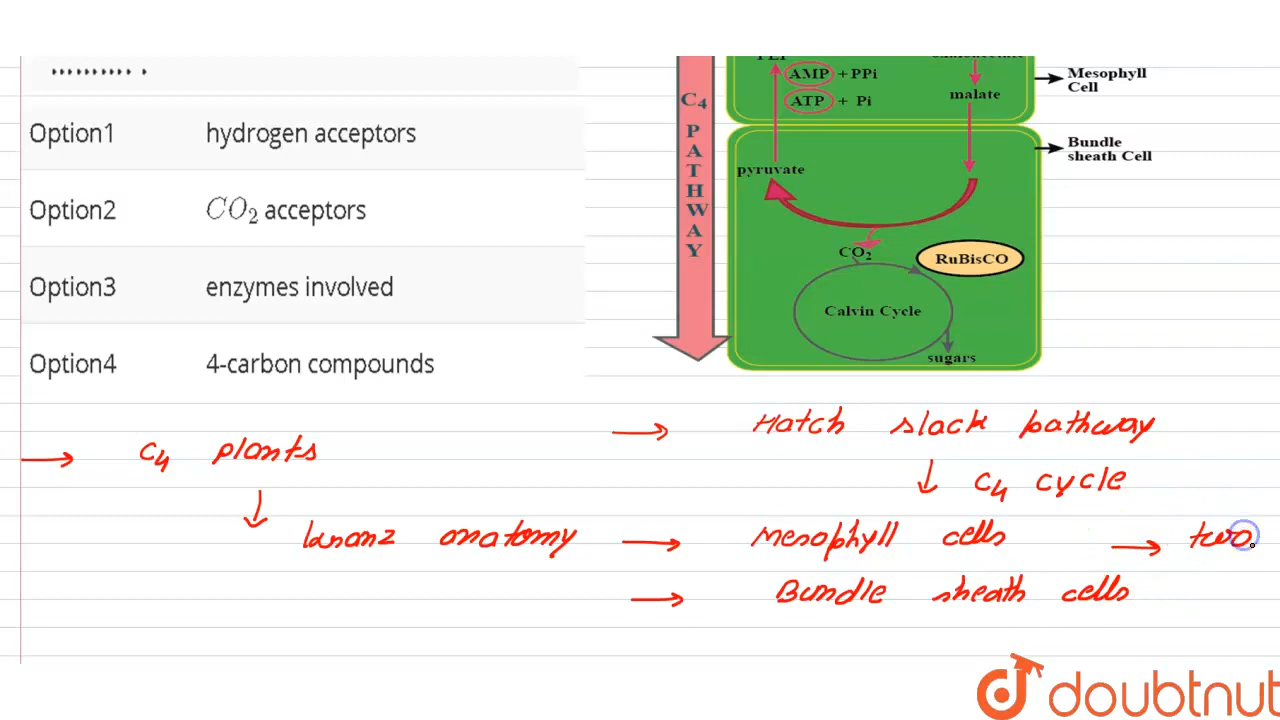 .......... .
Option1 hydrogen acceptors
Option2 CO2 acceptors
Option3 enzymes involved
Option4 4-carbon compounds
C4
PATHWAY
AMP + PPi
ATP + Pi
malate
Mesophyll
Cell
Bundle
sheath Cell
pyruvate
CO2
RuBisCO
Calvin Cycle
sugars
Hatch slack pathway
C4 plants
C4 cycle
kranz anatomy
Mesophyll cells
two
Bundle sheath cells
doubtnut